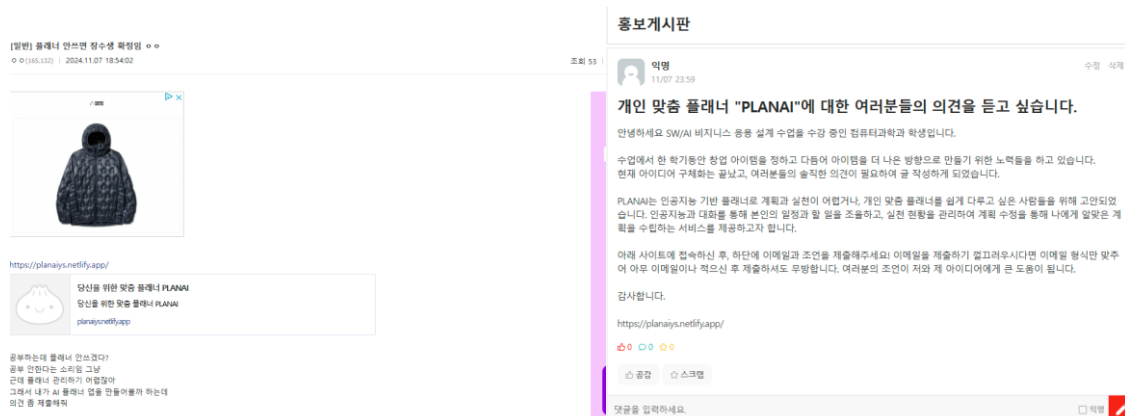 [일반] 플래너 안쓰면 장수생 확정임 ㅇㅇ
ㅇㅇ(165.132) | 2024.11.07 18:54:02
조회 53
https://planaiys.netlify.app/
당신을 위한 맞춤 플래너 PLANAI
당신을 위한 맞춤 플래너 PLANAI
planaiys.netlify.app
공부하는데 플래너 안쓰겠다?
공부 안한다는 소리임 그냥
근데 플래너 관리하기 어렵잖아
그래서 내가 AI 플래너 앱을 만들어볼까 하는데
의견 좀 제출해줘
홍보게시판
익명
11/07 23:59
수정 삭제
개인 맞춤 플래너 "PLANAI"에 대한 여러분들의 의견을 듣고 싶습니다.
안녕하세요 SW/AI 비지니스 응용 설계 수업을 수강 중인 컴퓨터과학과 학생입니다.
수업에서 한 학기동안 창업 아이템을 정하고 다듬어 아이템을 더 나은 방향으로 만들기 위한 노력들을 하고 있습니다.
현재 아이디어 구체화는 끝났고, 여러분들의 솔직한 의견이 필요하여 글 작성하게 되었습니다.
PLANAI는 인공지능 기반 플래너로 계획과 실천이 어렵거나, 개인 맞춤 플래너를 쉽게 다루고 싶은 사람들을 위해 고안되었
습니다. 인공지능과 대화를 통해 본인의 일정과 할 일을 조율하고, 실천 현황을 관리하여 계획 수정을 통해 나에게 알맞은 계
획을 수립하는 서비스를 제공하고자 합니다.
아래 사이트에 접속하신 후, 하단에 이메일과 조언을 제출해주세요! 이메일을 제출하기 껄끄러우시다면 이메일 형식만 맞추
어 아무 이메일이나 적으신 후 제출하셔도 무방합니다. 여러분의 조언이 저와 제 아이디어에게 큰 도움이 됩니다.
감사합니다.
https://planaiys.netlify.app/
0 0 0
공감 스크랩
댓글을 입력하세요.
익명